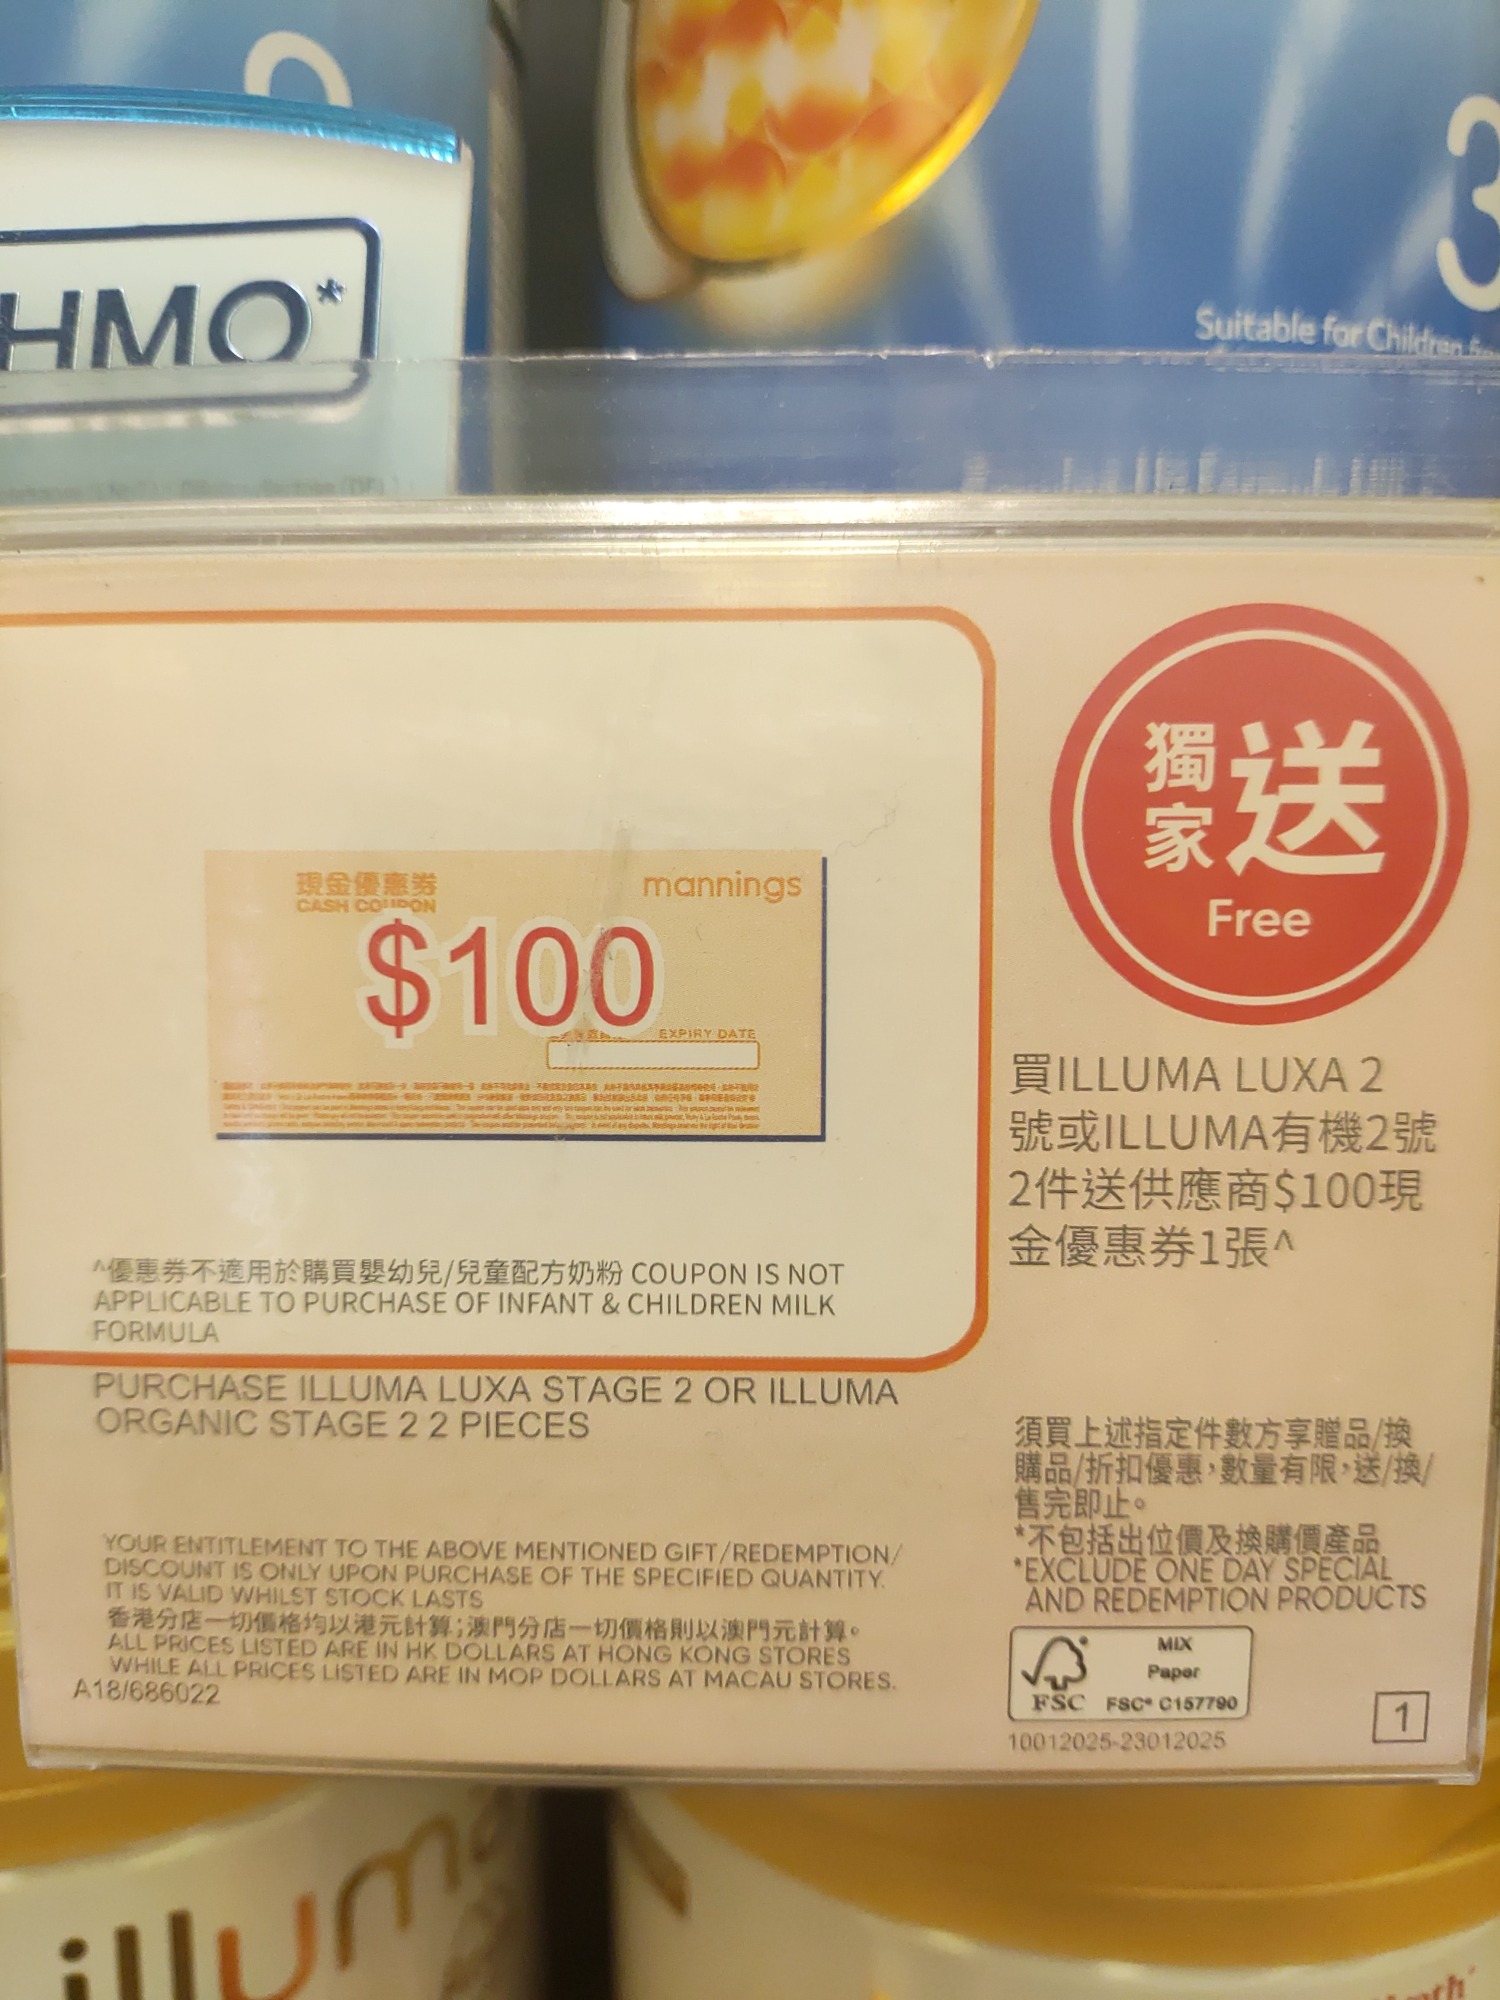 HMO*
3
Suitable for Children
獨家送
Free
現金優惠券
mannings
CASH COUPON
$100
EXPIRY DATE
買ILLUMA LUXA 2
號或ILLUMA有機2號
2件送供應商$100現
金優惠券1張^
^優惠券不適用於購買嬰幼兒/兒童配方奶粉 COUPON IS NOT
APPLICABLE TO PURCHASE OF INFANT & CHILDREN MILK
FORMULA
PURCHASE ILLUMA LUXA STAGE 2 OR ILLUMA
ORGANIC STAGE 2 2 PIECES
須買上述指定件數方享贈品/換
購品/折扣優惠，數量有限，送/換/
售完即止。
*不包括出位價及換購價產品
*EXCLUDE ONE DAY SPECIAL
AND REDEMPTION PRODUCTS
YOUR ENTITLEMENT TO THE ABOVE MENTIONED GIFT/REDEMPTION/
DISCOUNT IS ONLY UPON PURCHASE OF THE SPECIFIED QUANTITY.
IT IS VALID WHILST STOCK LASTS
香港分店一切價格均以港元計算；澳門分店一切價格則以澳門元計算。
ALL PRICES LISTED ARE IN HK DOLLARS AT HONG KONG STORES
WHILE ALL PRICES LISTED ARE IN MOP DOLLARS AT MACAU STORES.
A18/686022
MIX
Paper
FSC FSC® C157790
10012025-23012025
1
illuma